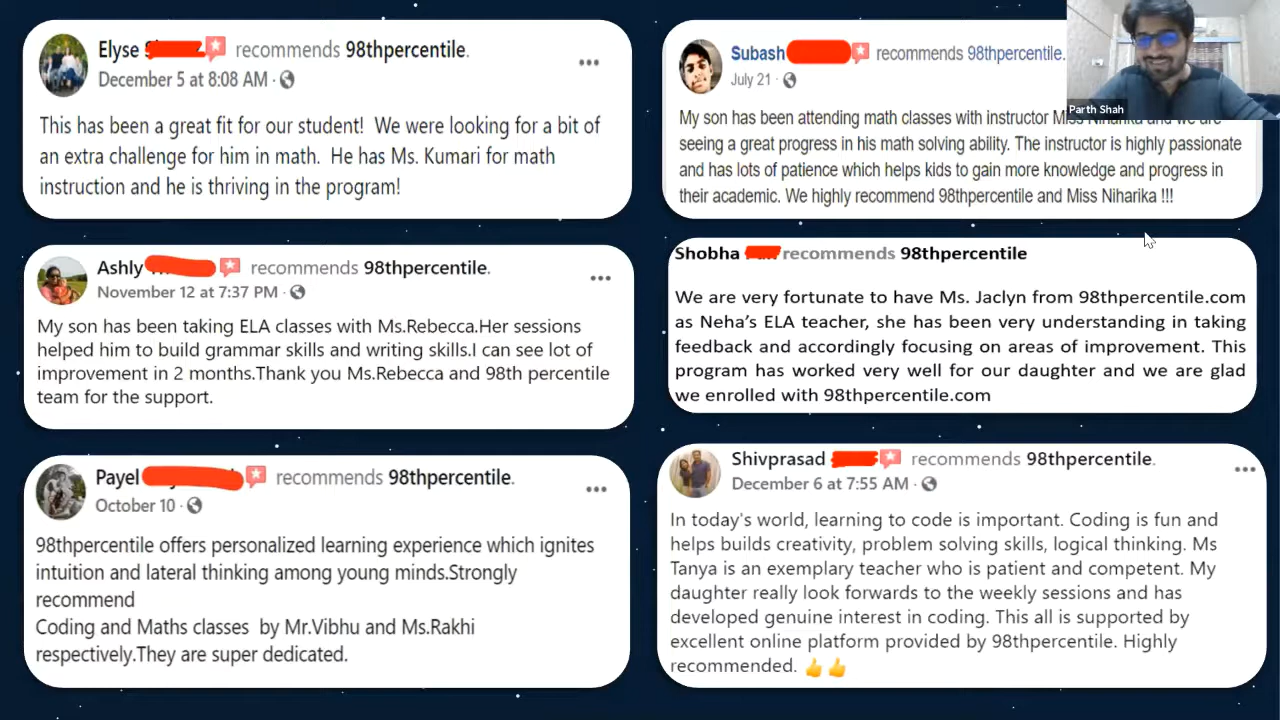 Elyse recommends 98thpercentile.
December 5 at 8:08 AM ·
This has been a great fit for our student! We were looking for a bit of
an extra challenge for him in math. He has Ms. Kumari for math
instruction and he is thriving in the program!
Ashly recommends 98thpercentile.
November 12 at 7:37 PM ·
My son has been taking ELA classes with Ms.Rebecca.Her sessions
helped him to build grammar skills and writing skills.I can see lot of
improvement in 2 months.Thank you Ms.Rebecca and 98th percentile
team for the support.
Payel recommends 98thpercentile.
October 10 ·
98thpercentile offers personalized learning experience which ignites
intuition and lateral thinking among young minds.Strongly
recommend
Coding and Maths classes by Mr.Vibhu and Ms.Rakhi
respectively.They are super dedicated.
Subash recommends 98thpercentile.
July 21 ·
Parth Shah
My son has been attending math classes with instructor Miss Niharika and we are
seeing a great progress in his math solving ability. The instructor is highly passionate
and has lots of patience which helps kids to gain more knowledge and progress in
their academic. We highly recommend 98thpercentile and Miss Niharika !!!
Shobha recommends 98thpercentile
We are very fortunate to have Ms. Jaclyn from 98thpercentile.com
as Neha's ELA teacher, she has been very understanding in taking
feedback and accordingly focusing on areas of improvement. This
program has worked very well for our daughter and we are glad
we enrolled with 98thpercentile.com
Shivprasad recommends 98thpercentile.
December 6 at 7:55 AM ·
In today's world, learning to code is important. Coding is fun and
helps builds creativity, problem solving skills, logical thinking. Ms
Tanya is an exemplary teacher who is patient and competent. My
daughter really look forwards to the weekly sessions and has
developed genuine interest in coding. This all is supported by
excellent online platform provided by 98thpercentile. Highly
recommended. 👍👍